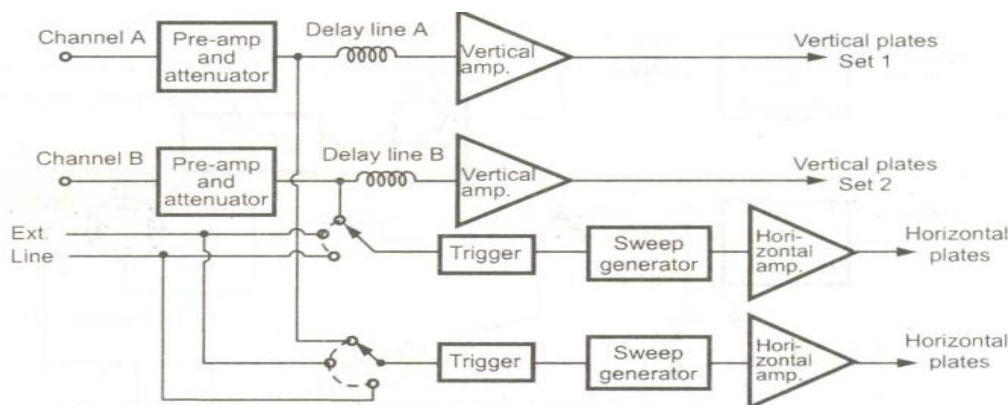 Channel A
Pre-amp
and
attenuator
Delay line A
Vertical
amp.
Vertical plates
Set 1
Channel B
Pre-amp
and
attenuator
Delay line B
Vertical
amp.
Vertical plates
Set 2
Ext.
Line
Trigger
Sweep
generator
Hori-
zontal
amp.
Horizontal
plates
Trigger
Sweep
generator
Hori-
zontal
amp.
Horizontal
plates